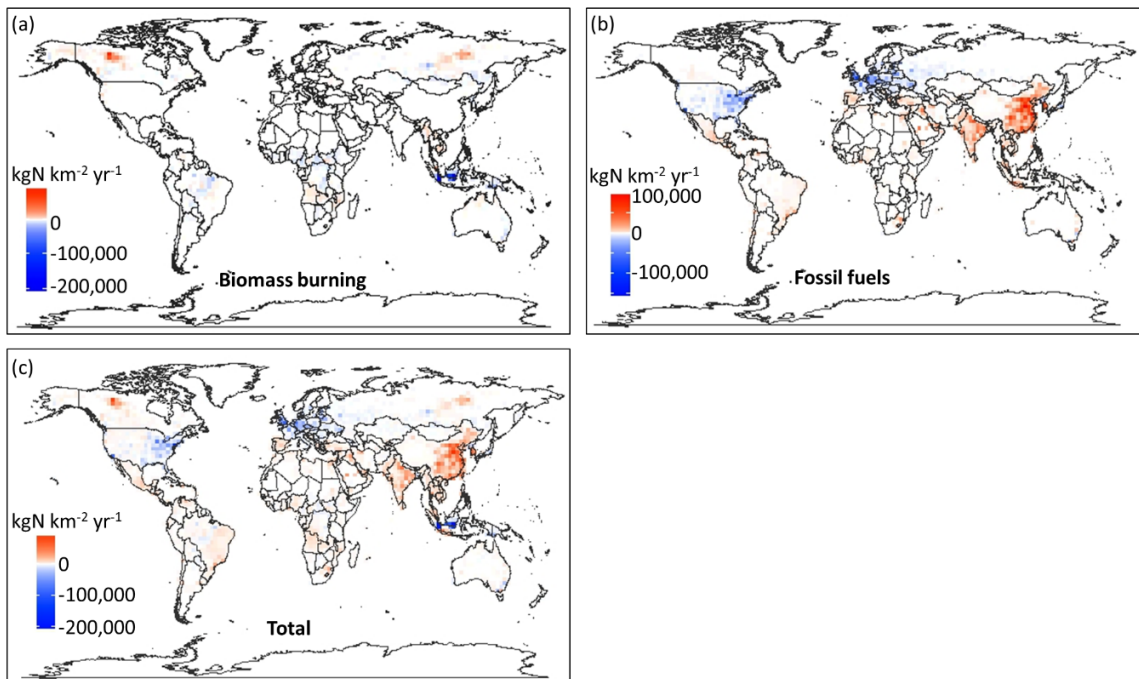 (a)
kgN km⁻² yr⁻¹
0
-100,000
-200,000
Biomass burning
(b)
kgN km⁻² yr⁻¹
100,000
0
-100,000
Fossil fuels
(c)
kgN km⁻² yr⁻¹
0
-100,000
-200,000
Total